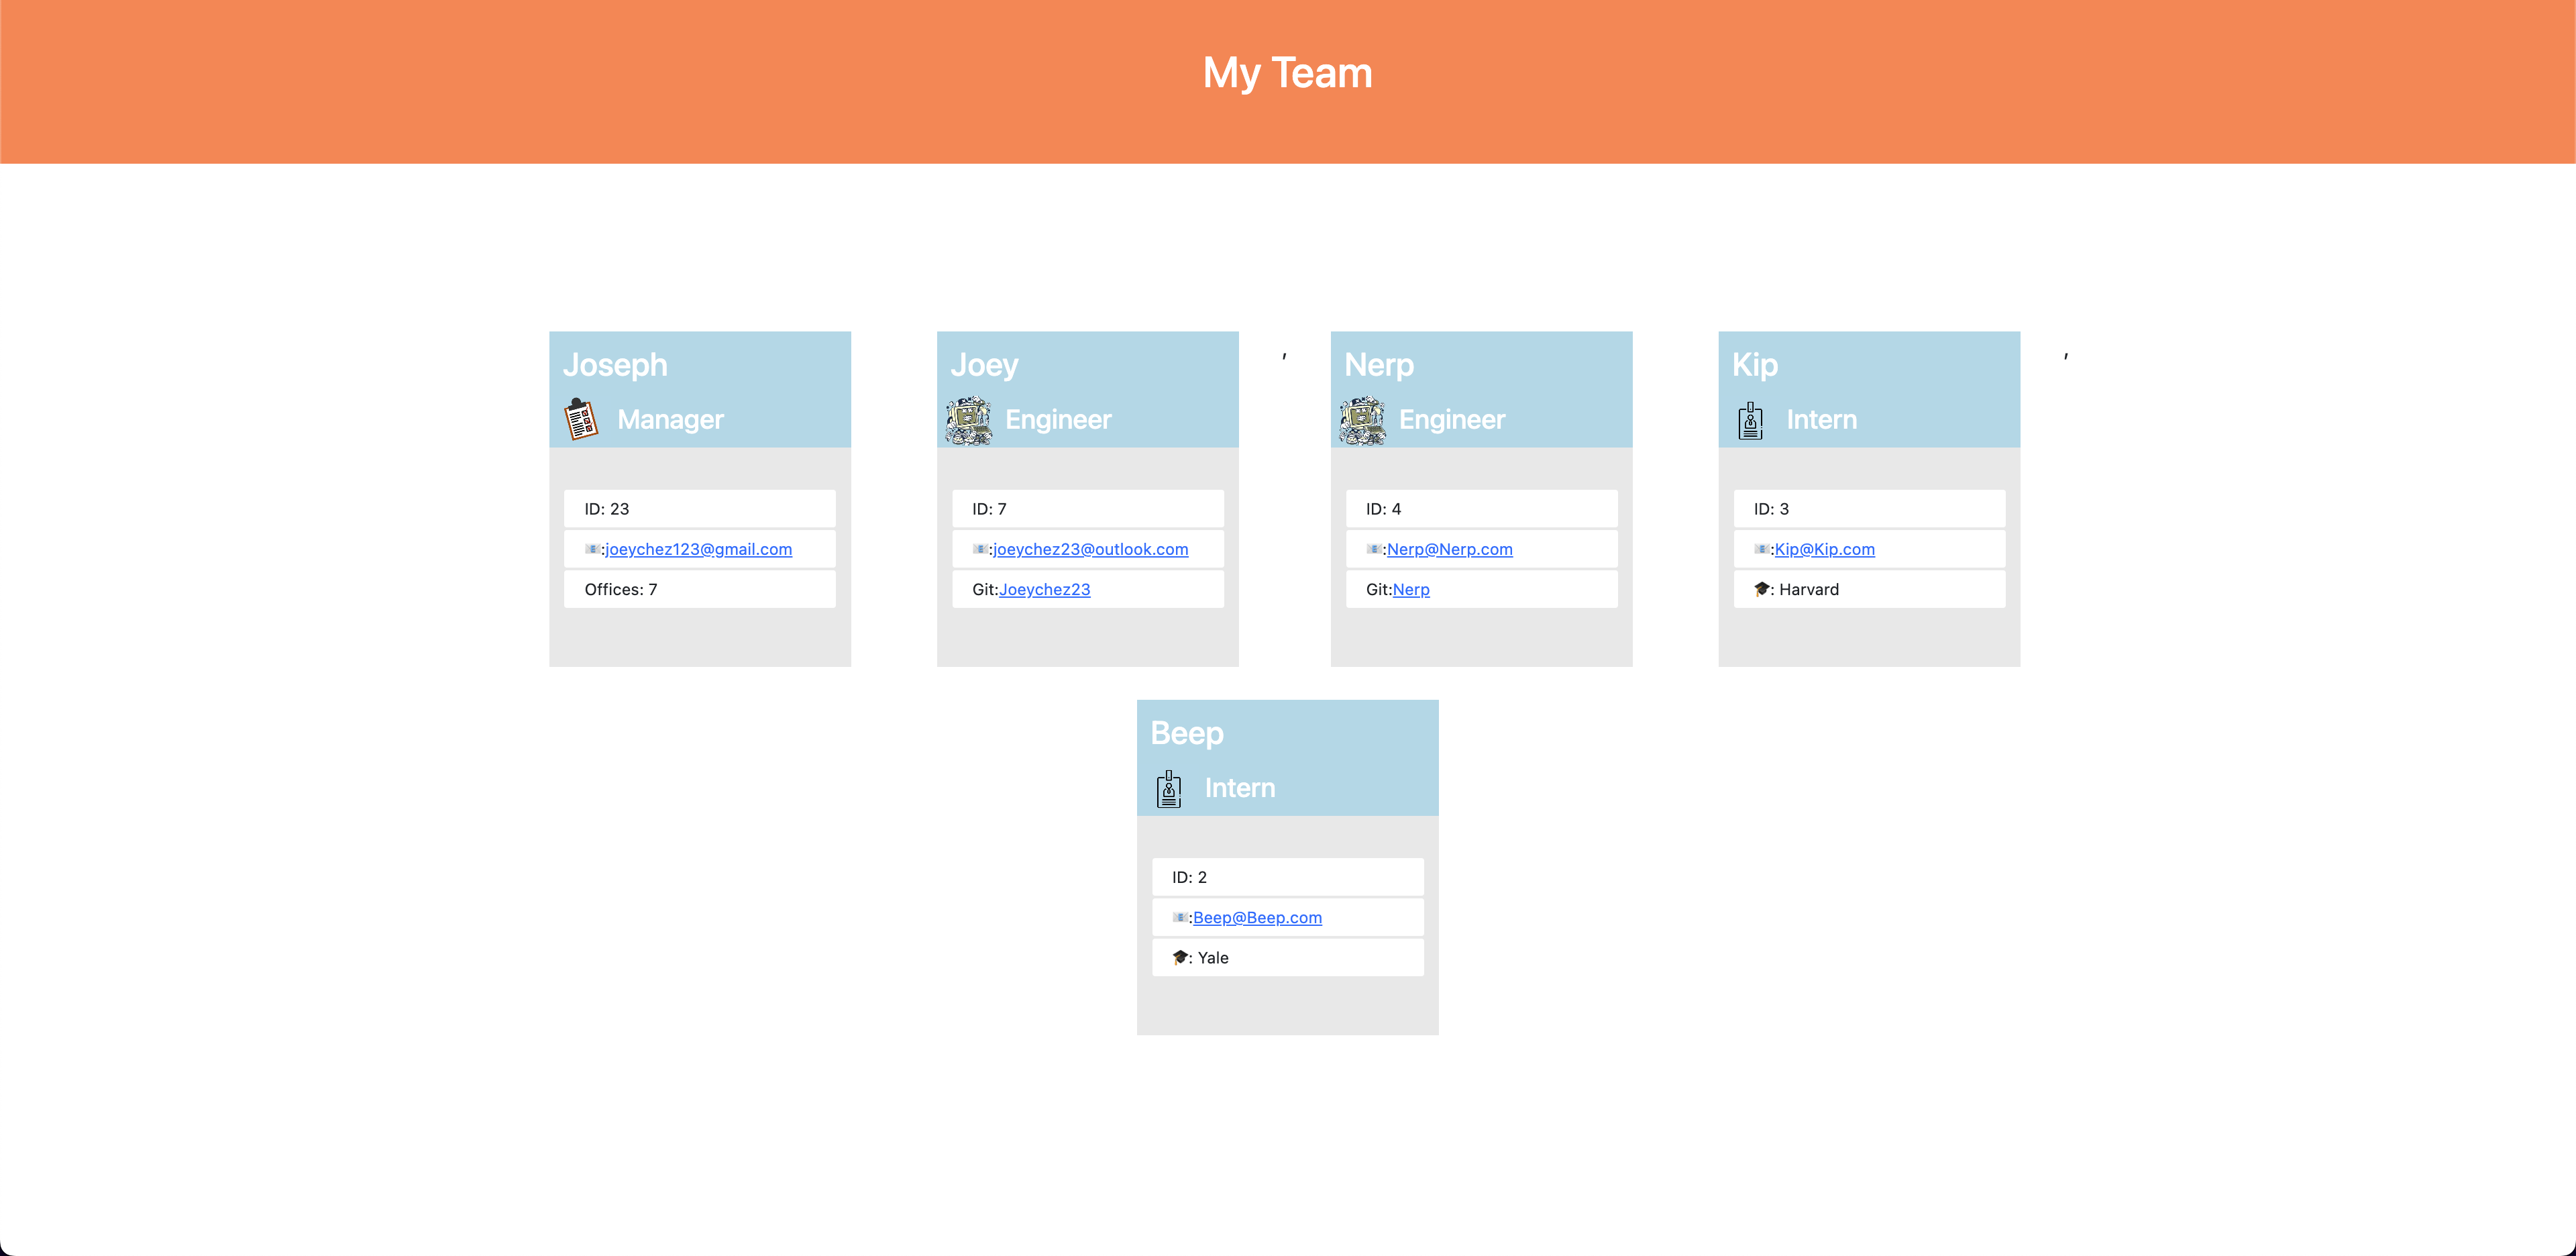 My Team
Joseph
Manager
ID: 23
📧:joeychez123@gmail.com
Offices: 7
Joey
Engineer
ID: 7
📧:joeychez23@outlook.com
Git:Joeychez23
,
Nerp
Engineer
ID: 4
📧:Nerp@Nerp.com
Git:Nerp
Kip
Intern
ID: 3
📧:Kip@Kip.com
🎓: Harvard
,
Beep
Intern
ID: 2
📧:Beep@Beep.com
🎓: Yale